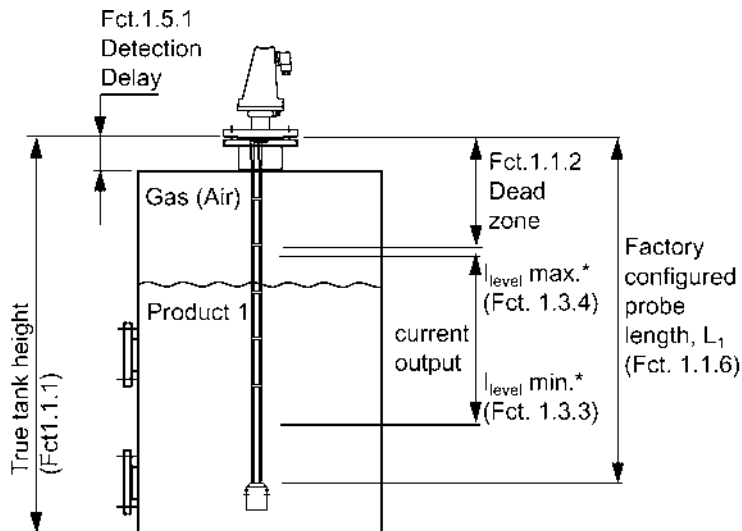 Fct.1.5.1
Detection
Delay
Gas (Air)
Product 1
True tank height
(Fct1.1.1)
Fct.1.1.2
Dead
zone
Ilevel max.*
(Fct. 1.3.4)
current
output
Ilevel min.*
(Fct. 1.3.3)
Factory
configured
probe
length, L1
(Fct. 1.1.6)